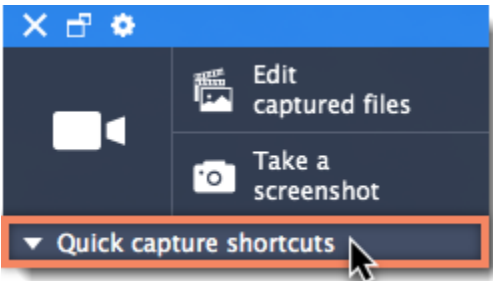 Edit
captured files
Take a
screenshot
Quick capture shortcuts